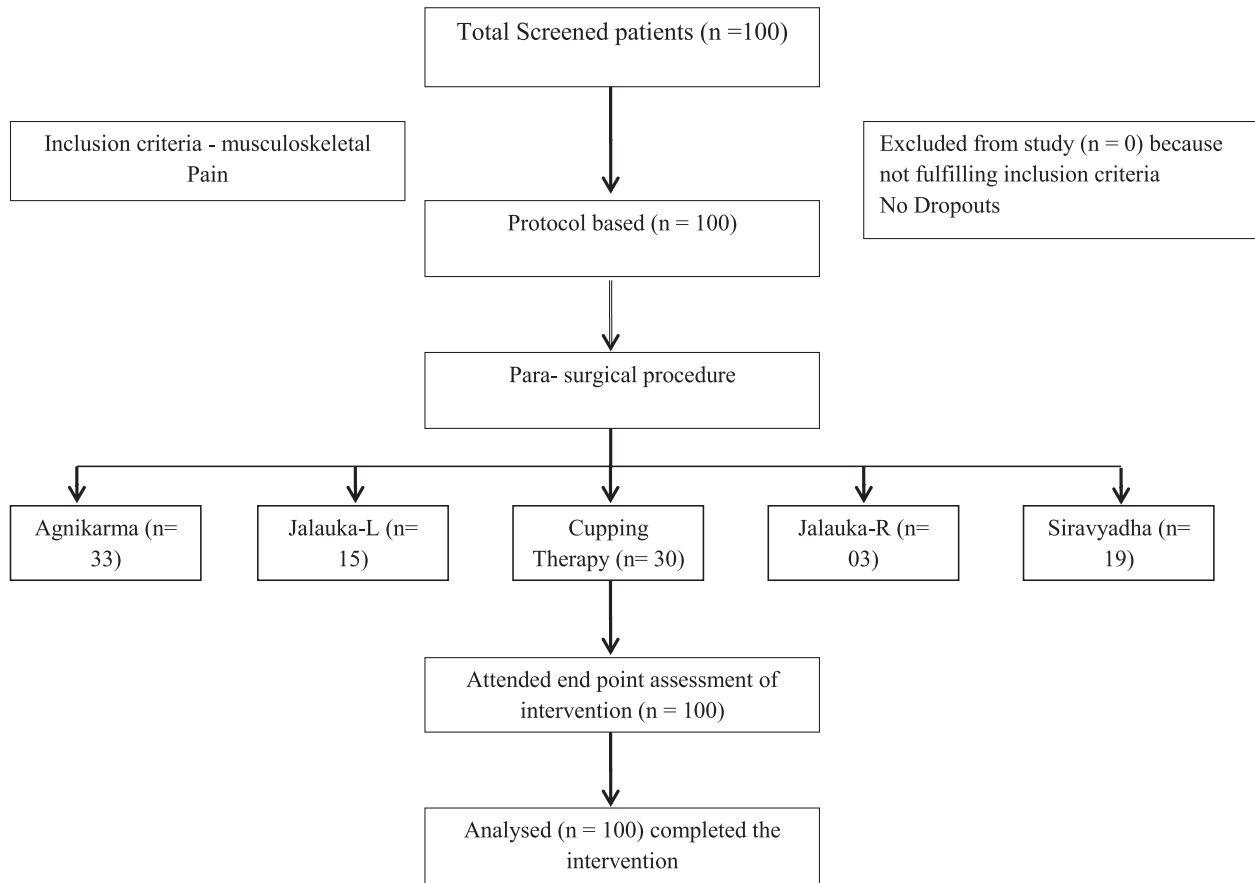 Total Screened patients (n =100)
Inclusion criteria - musculoskeletal
Pain
Excluded from study (n = 0) because
not fulfilling inclusion criteria
No Dropouts
Protocol based (n = 100)
Para- surgical procedure
Agnikarma (n=
33)
Jalauka-L (n=
15)
Cupping
Therapy (n= 30)
Jalauka-R (n=
03)
Siravyadha (n=
19)
Attended end point assessment of
intervention (n = 100)
Analysed (n = 100) completed the
intervention